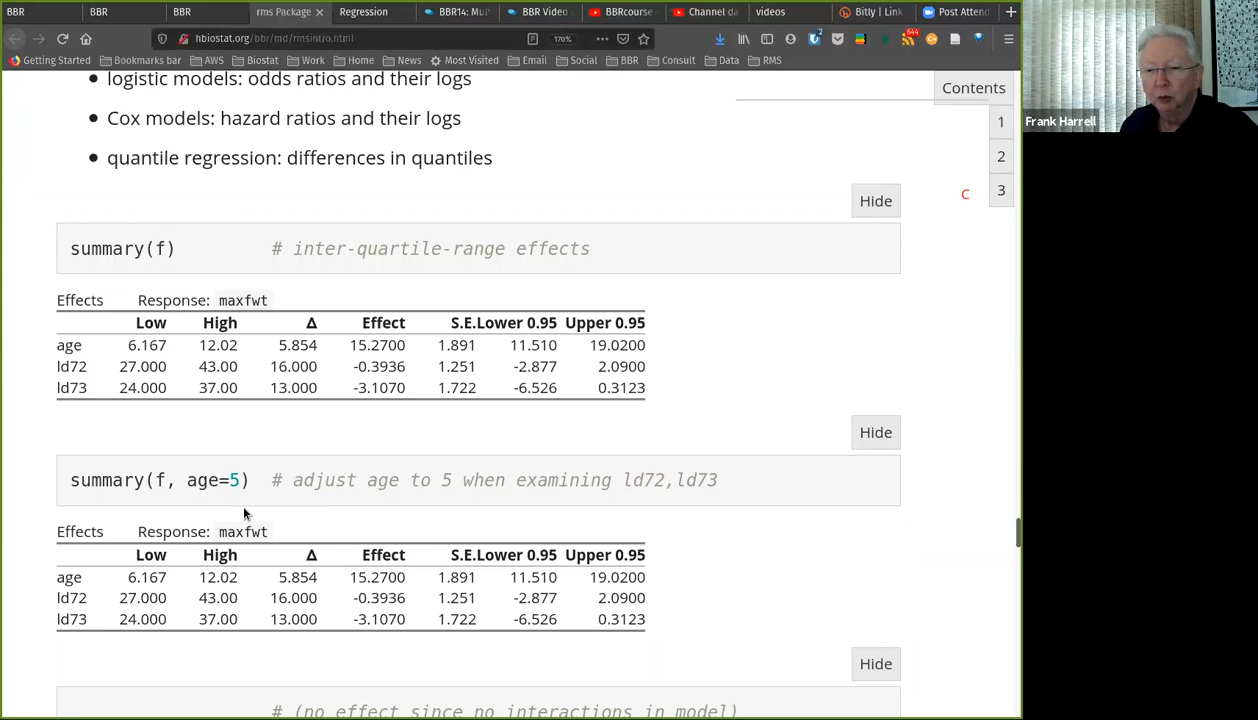 BBR BBR BBR rms Package Regression BBR14: Mul BBR Video BBRcourse Channel da videos Bitly | Link Post Attend
hbiostat.org/bbr/md/rmsintro.html 170% 2 644
Getting Started Bookmarks bar AWS Biostat Work Home News Most Visited Email Social BBR Consult Data RMS
logistic models: odds ratios and their logs
Contents
Cox models: hazard ratios and their logs
1
Frank Harrell
quantile regression: differences in quantiles
2
3
C
Hide
summary(f) # inter-quartile-range effects
Effects Response: maxfwt
Low High Δ Effect S.E. Lower 0.95 Upper 0.95
age 6.167 12.02 5.854 15.2700 1.891 11.510 19.0200
ld72 27.000 43.00 16.000 -0.3936 1.251 -2.877 2.0900
ld73 24.000 37.00 13.000 -3.1070 1.722 -6.526 0.3123
Hide
summary(f, age=5) # adjust age to 5 when examining ld72,ld73
Effects Response: maxfwt
Low High Δ Effect S.E. Lower 0.95 Upper 0.95
age 6.167 12.02 5.854 15.2700 1.891 11.510 19.0200
ld72 27.000 43.00 16.000 -0.3936 1.251 -2.877 2.0900
ld73 24.000 37.00 13.000 -3.1070 1.722 -6.526 0.3123
Hide
# (no effect since no interactions in model)